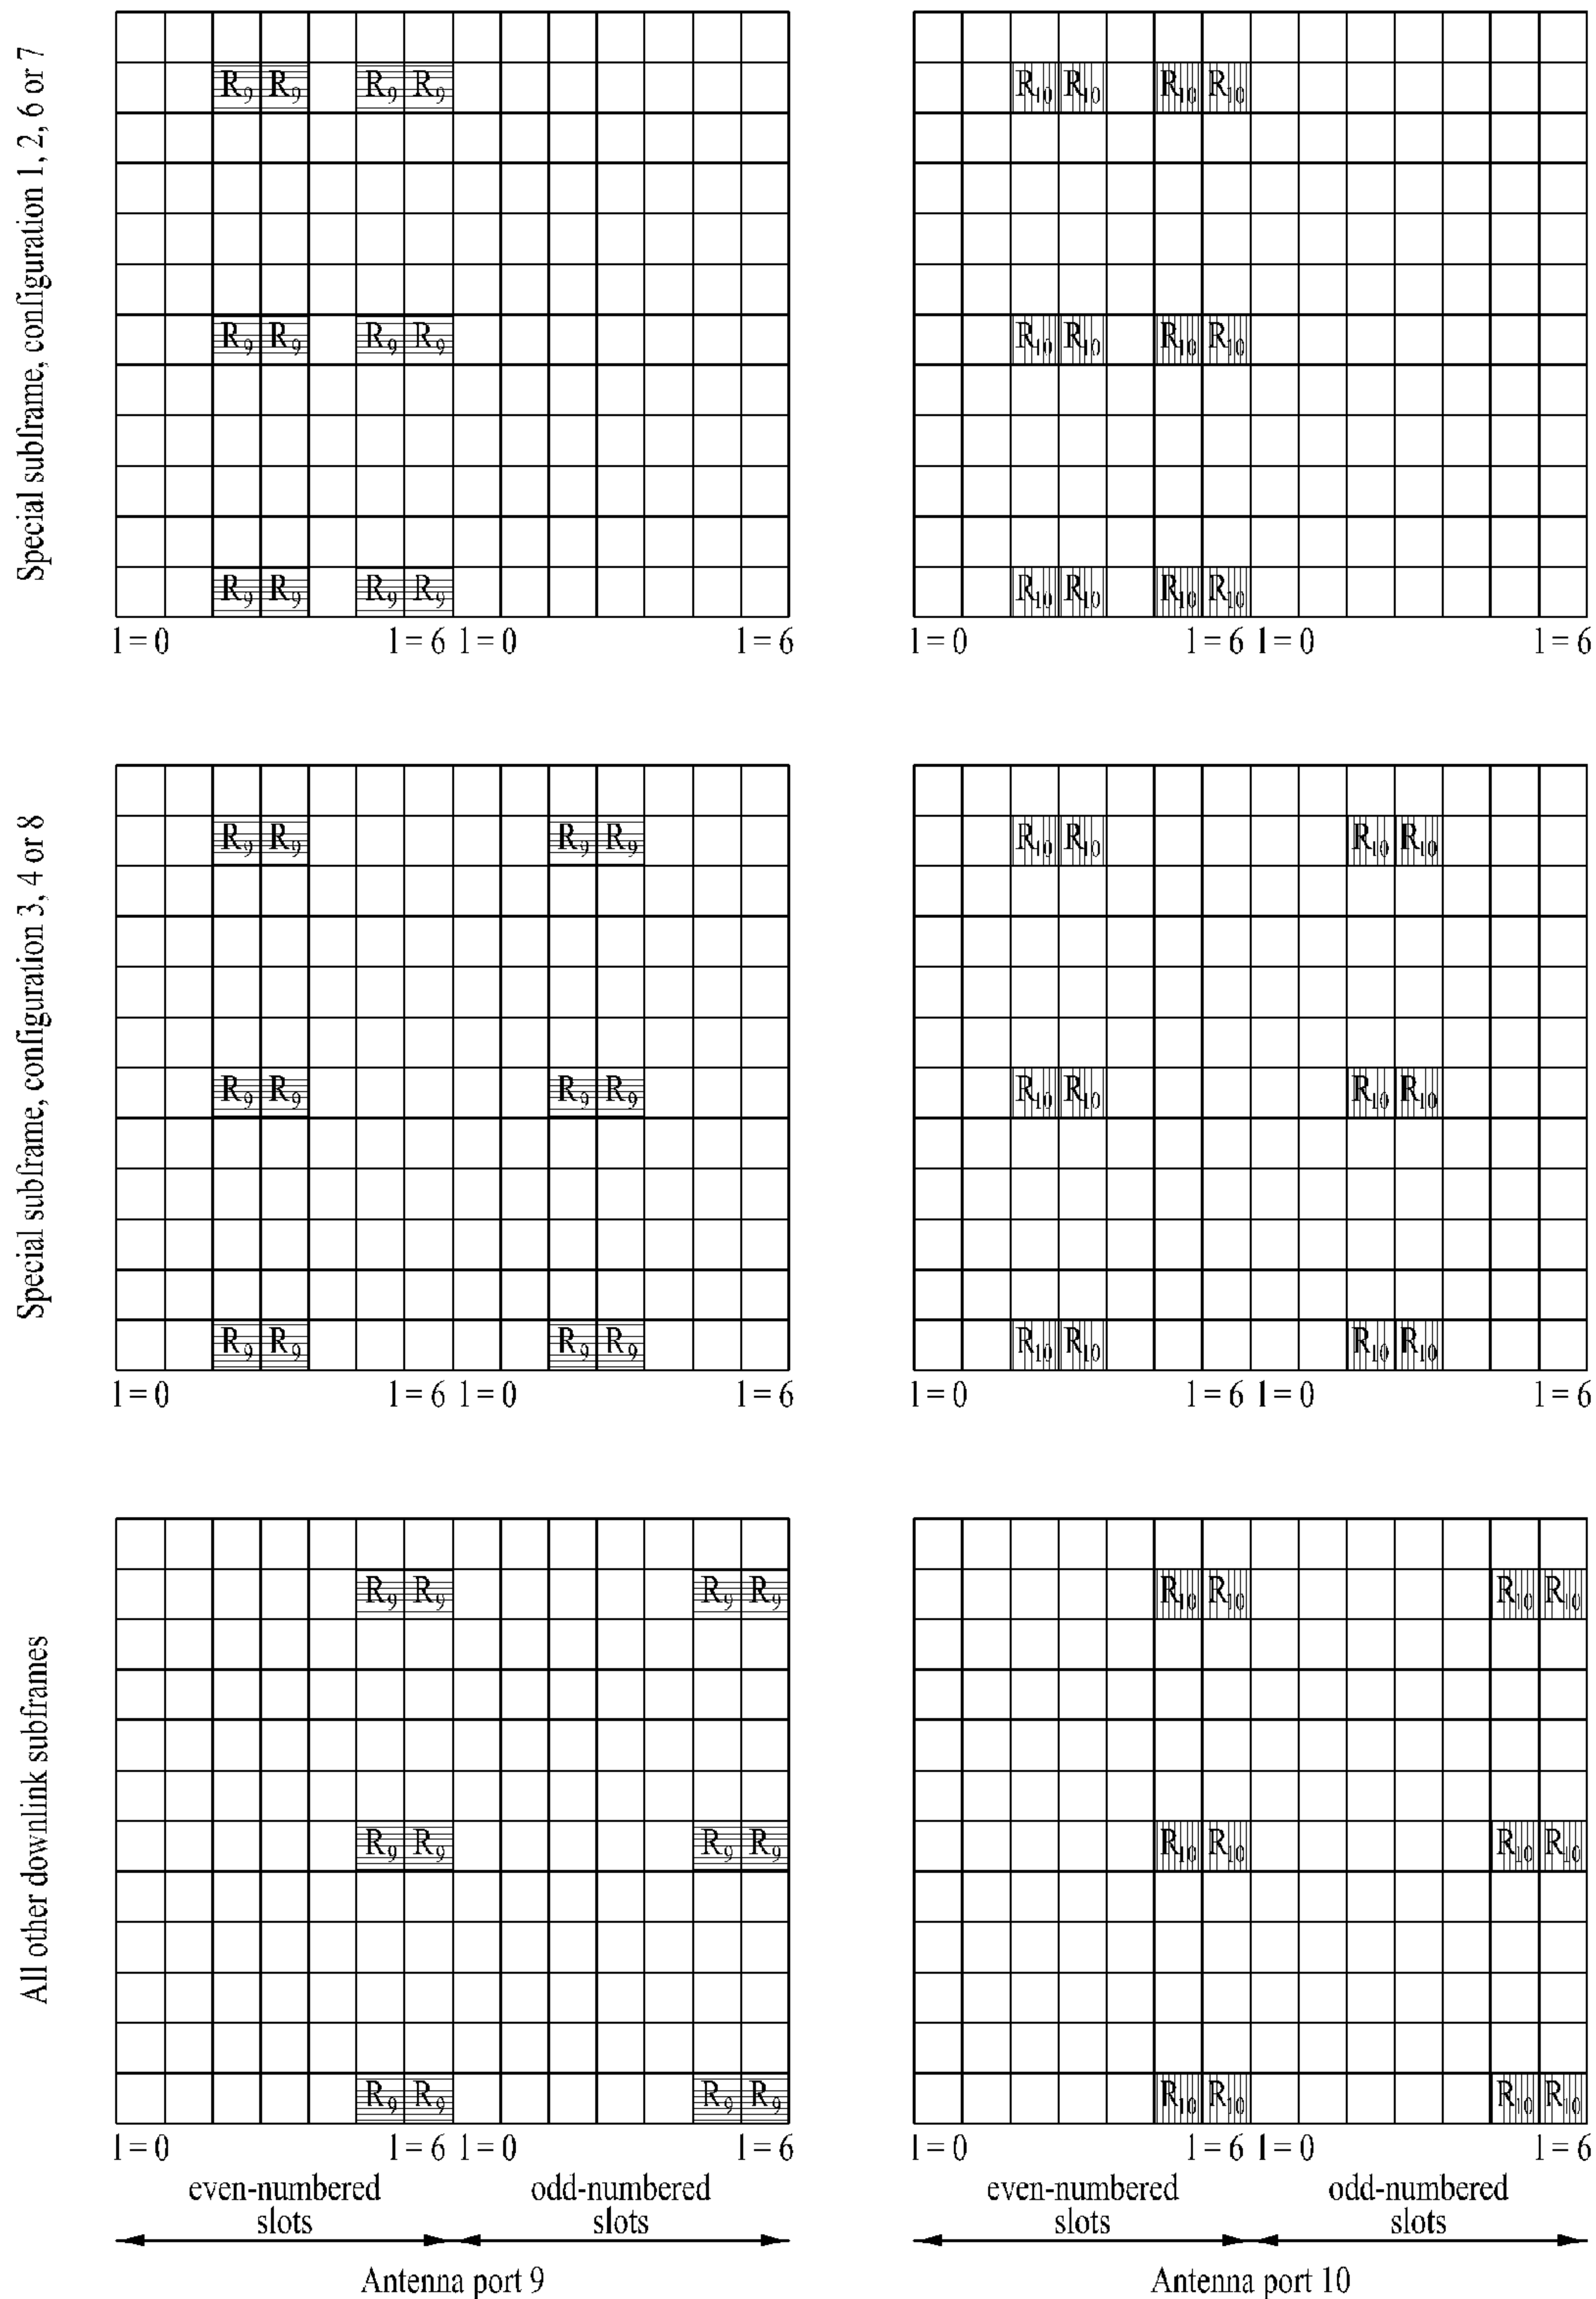 Special subframe, configuration 1, 2, 6 or 7
R9 R9 R9 R9 R10 R10 R10 R10
R9 R9 R9 R9 R10 R10 R10 R10
R9 R9 R9 R9 R10 R10 R10 R10
l = 0 l = 6 l = 0 l = 6 l = 0 l = 6 l = 0 l = 6
Special subframe, configuration 3, 4 or 8
R9 R9 R9 R9 R10 R10 R10 R10
R9 R9 R9 R9 R10 R10 R10 R10
R9 R9 R9 R9 R10 R10 R10 R10
l = 0 l = 6 l = 0 l = 6 l = 0 l = 6 l = 0 l = 6
All other downlink subframes
R9 R9 R9 R9 R10 R10 R10 R10
R9 R9 R9 R9 R10 R10 R10 R10
R9 R9 R9 R9 R10 R10 R10 R10
l = 0 l = 6 l = 0 l = 6 l = 0 l = 6 l = 0 l = 6
even-numbered odd-numbered even-numbered odd-numbered
slots slots slots slots
Antenna port 9 Antenna port 10